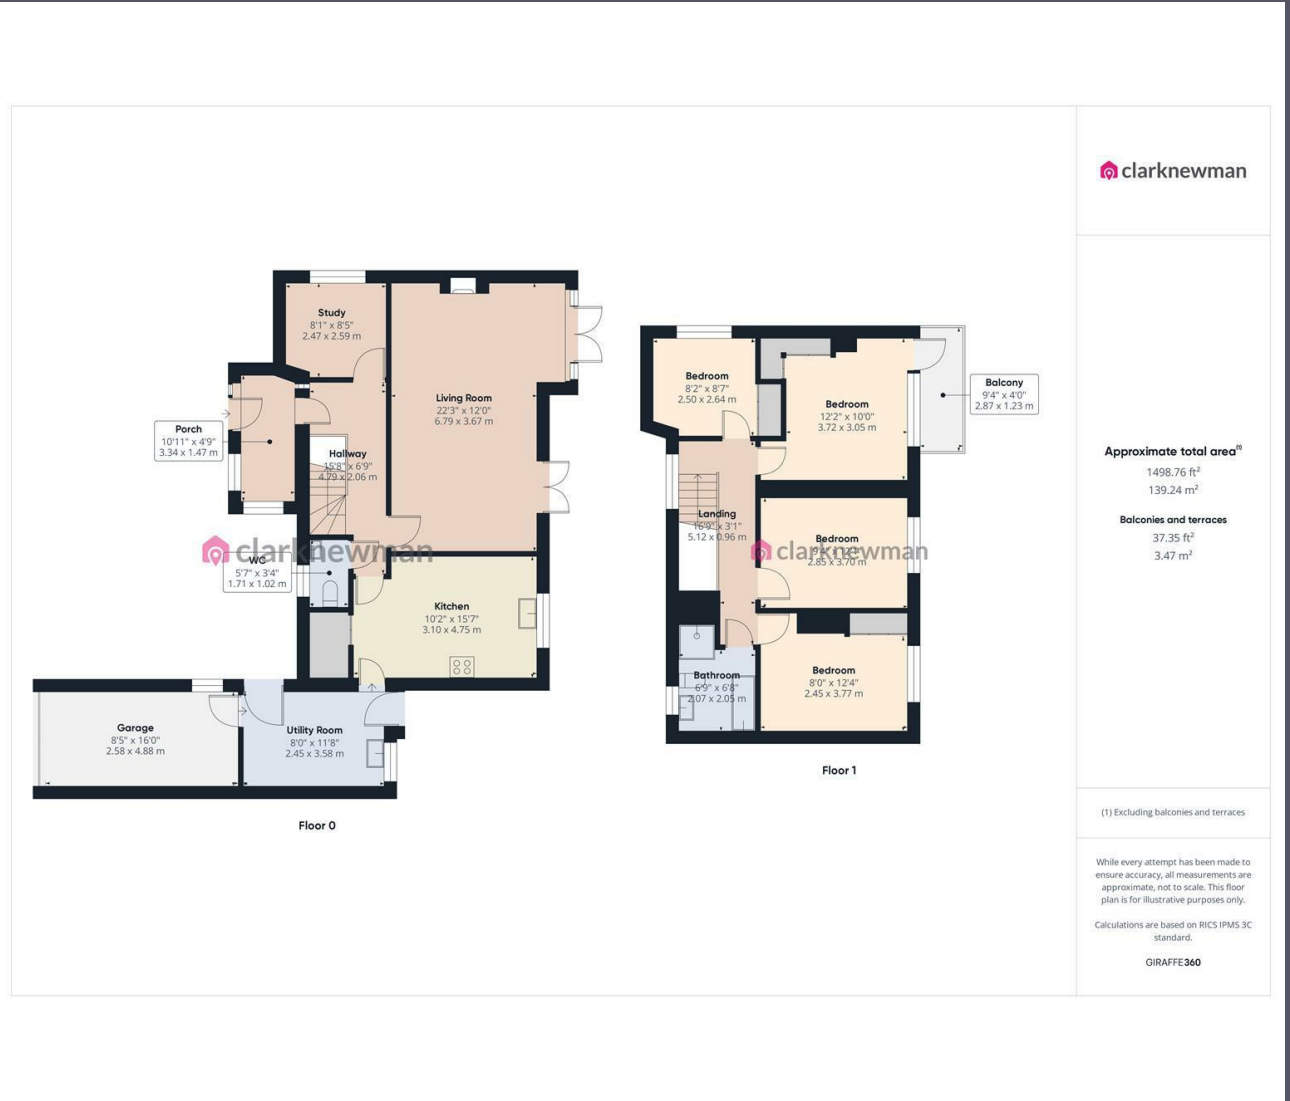 clarknewman
Study
8'1" x 8'5"
2.47 x 2.59 m
Living Room
22'3" x 12'0"
6.79 x 3.67 m
Porch
10'11" x 4'9"
3.34 x 1.47 m
Hallway
15'8" x 6'9"
4.79 x 2.06 m
clarknewman
WC
5'7" x 3'4"
1.71 x 1.02 m
Kitchen
10'2" x 15'7"
3.10 x 4.75 m
Garage
8'5" x 16'0"
2.58 x 4.88 m
Utility Room
8'0" x 11'8"
2.45 x 3.58 m
Floor 0
Bedroom
8'2" x 8'7"
2.50 x 2.64 m
Bedroom
12'2" x 10'0"
3.72 x 3.05 m
Balcony
9'4" x 4'0"
2.87 x 1.23 m
Landing
16'9" x 3'1"
5.12 x 0.96 m
Bedroom
clarknewman
2.85 x 3.70 m
Bathroom
6'9" x 6'8"
2.07 x 2.05 m
Bedroom
8'0" x 12'4"
2.45 x 3.77 m
Floor 1
Approximate total area(1)
1498.76 ft²
139.24 m²
Balconies and terraces
37.35 ft²
3.47 m²
(1) Excluding balconies and terraces
While every attempt has been made to
ensure accuracy, all measurements are
approximate, not to scale. This floor
plan is for illustrative purposes only.
Calculations are based on RICS IPMS 3C
standard.
GIRAFFE360